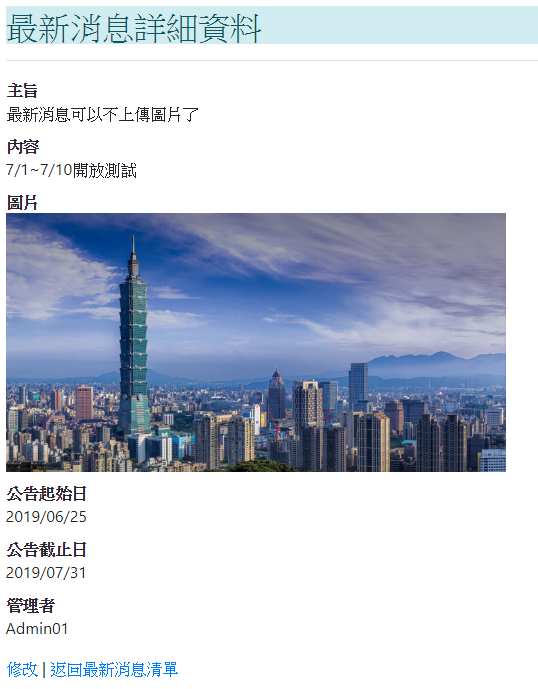 最新消息詳細資料
主旨
最新消息可以不上傳圖片了
內容
7/1~7/10開放測試
圖片
公告起始日
2019/06/25
公告截止日
2019/07/31
管理者
Admin01
修改 | 返回最新消息清單